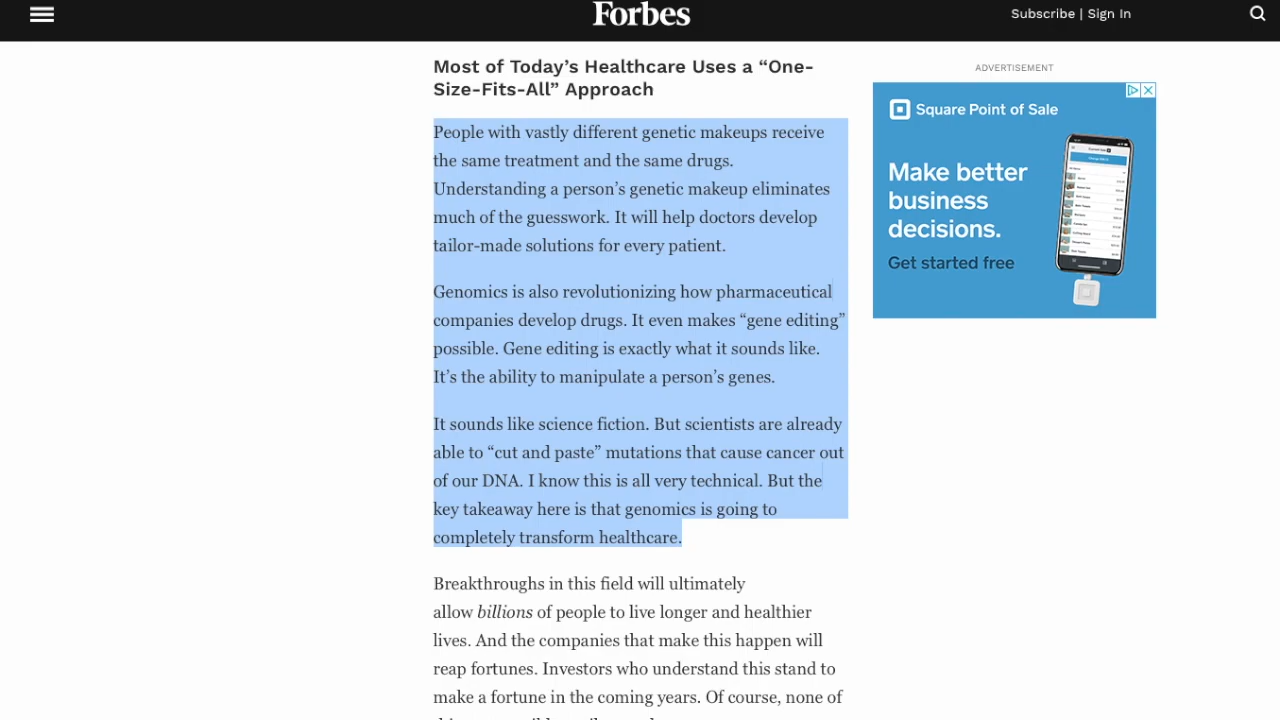 Forbes
Subscribe | Sign In
Most of Today’s Healthcare Uses a “One-
Size-Fits-All” Approach
People with vastly different genetic makeups receive
the same treatment and the same drugs.
Understanding a person’s genetic makeup eliminates
much of the guesswork. It will help doctors develop
tailor-made solutions for every patient.
Genomics is also revolutionizing how pharmaceutical
companies develop drugs. It even makes “gene editing”
possible. Gene editing is exactly what it sounds like.
It’s the ability to manipulate a person’s genes.
It sounds like science fiction. But scientists are already
able to “cut and paste” mutations that cause cancer out
of our DNA. I know this is all very technical. But the
key takeaway here is that genomics is going to
completely transform healthcare.
Breakthroughs in this field will ultimately
allow billions of people to live longer and healthier
lives. And the companies that make this happen will
reap fortunes. Investors who understand this stand to
make a fortune in the coming years. Of course, none of
ADVERTISEMENT
Square Point of Sale
Make better
business
decisions.
Get started free